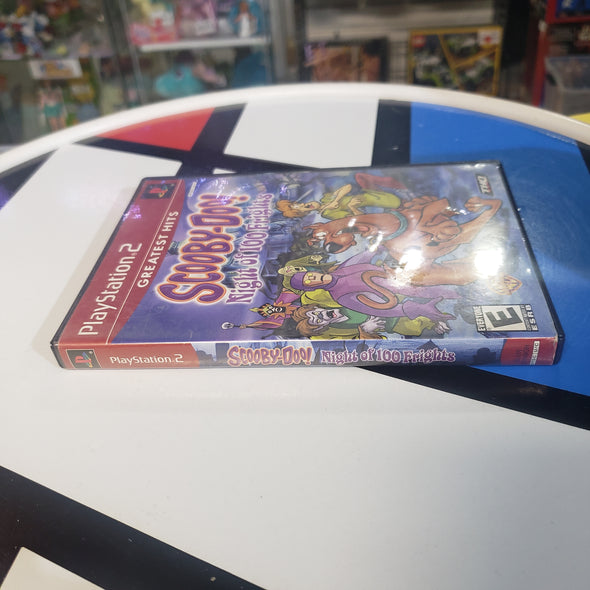 PlayStation.2
GREATEST HITS
SCOOBY-DOO!
Night of 100 Frights
THQ
EVERYONE
E
ESRB
PlayStation.2
SCOOBY-DOO! Night of 100 Frights